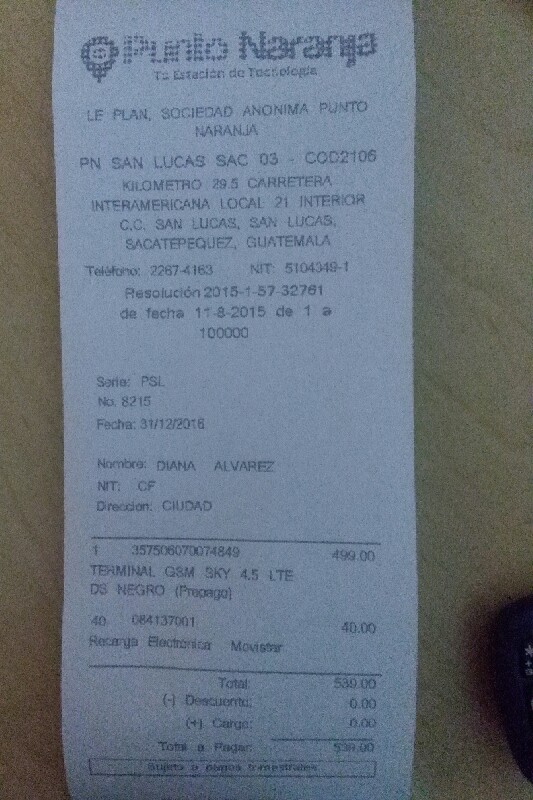 Punto Naranja
Tu Estación de Tecnología
LE PLAN, SOCIEDAD ANONIMA PUNTO
NARANJA
PN SAN LUCAS SAC 03 - COD2106
KILOMETRO 29.5 CARRETERA
INTERAMERICANA LOCAL 21 INTERIOR
C.C. SAN LUCAS, SAN LUCAS,
SACATEPEQUEZ, GUATEMALA
Teléfono: 2267-4163 NIT: 5104349-1
Resolución 2015-1-57-32761
de fecha 11-8-2015 de 1 a
100000
Serie: PSL
No. 8215
Fecha: 31/12/2016
Nombre: DIANA ALVAREZ
NIT: CF
Direccion: CIUDAD
1 357506070074849 499.00
TERMINAL GSM SKY 4.5 LTE
DS NEGRO (Prepago)
40 084137001 40.00
Recarga Electrónica Movistar
Total: 539.00
(-) Descuento: 0.00
(+) Cargo: 0.00
Total a Pagar: 539.00
Sujeto a pagos trimestrales